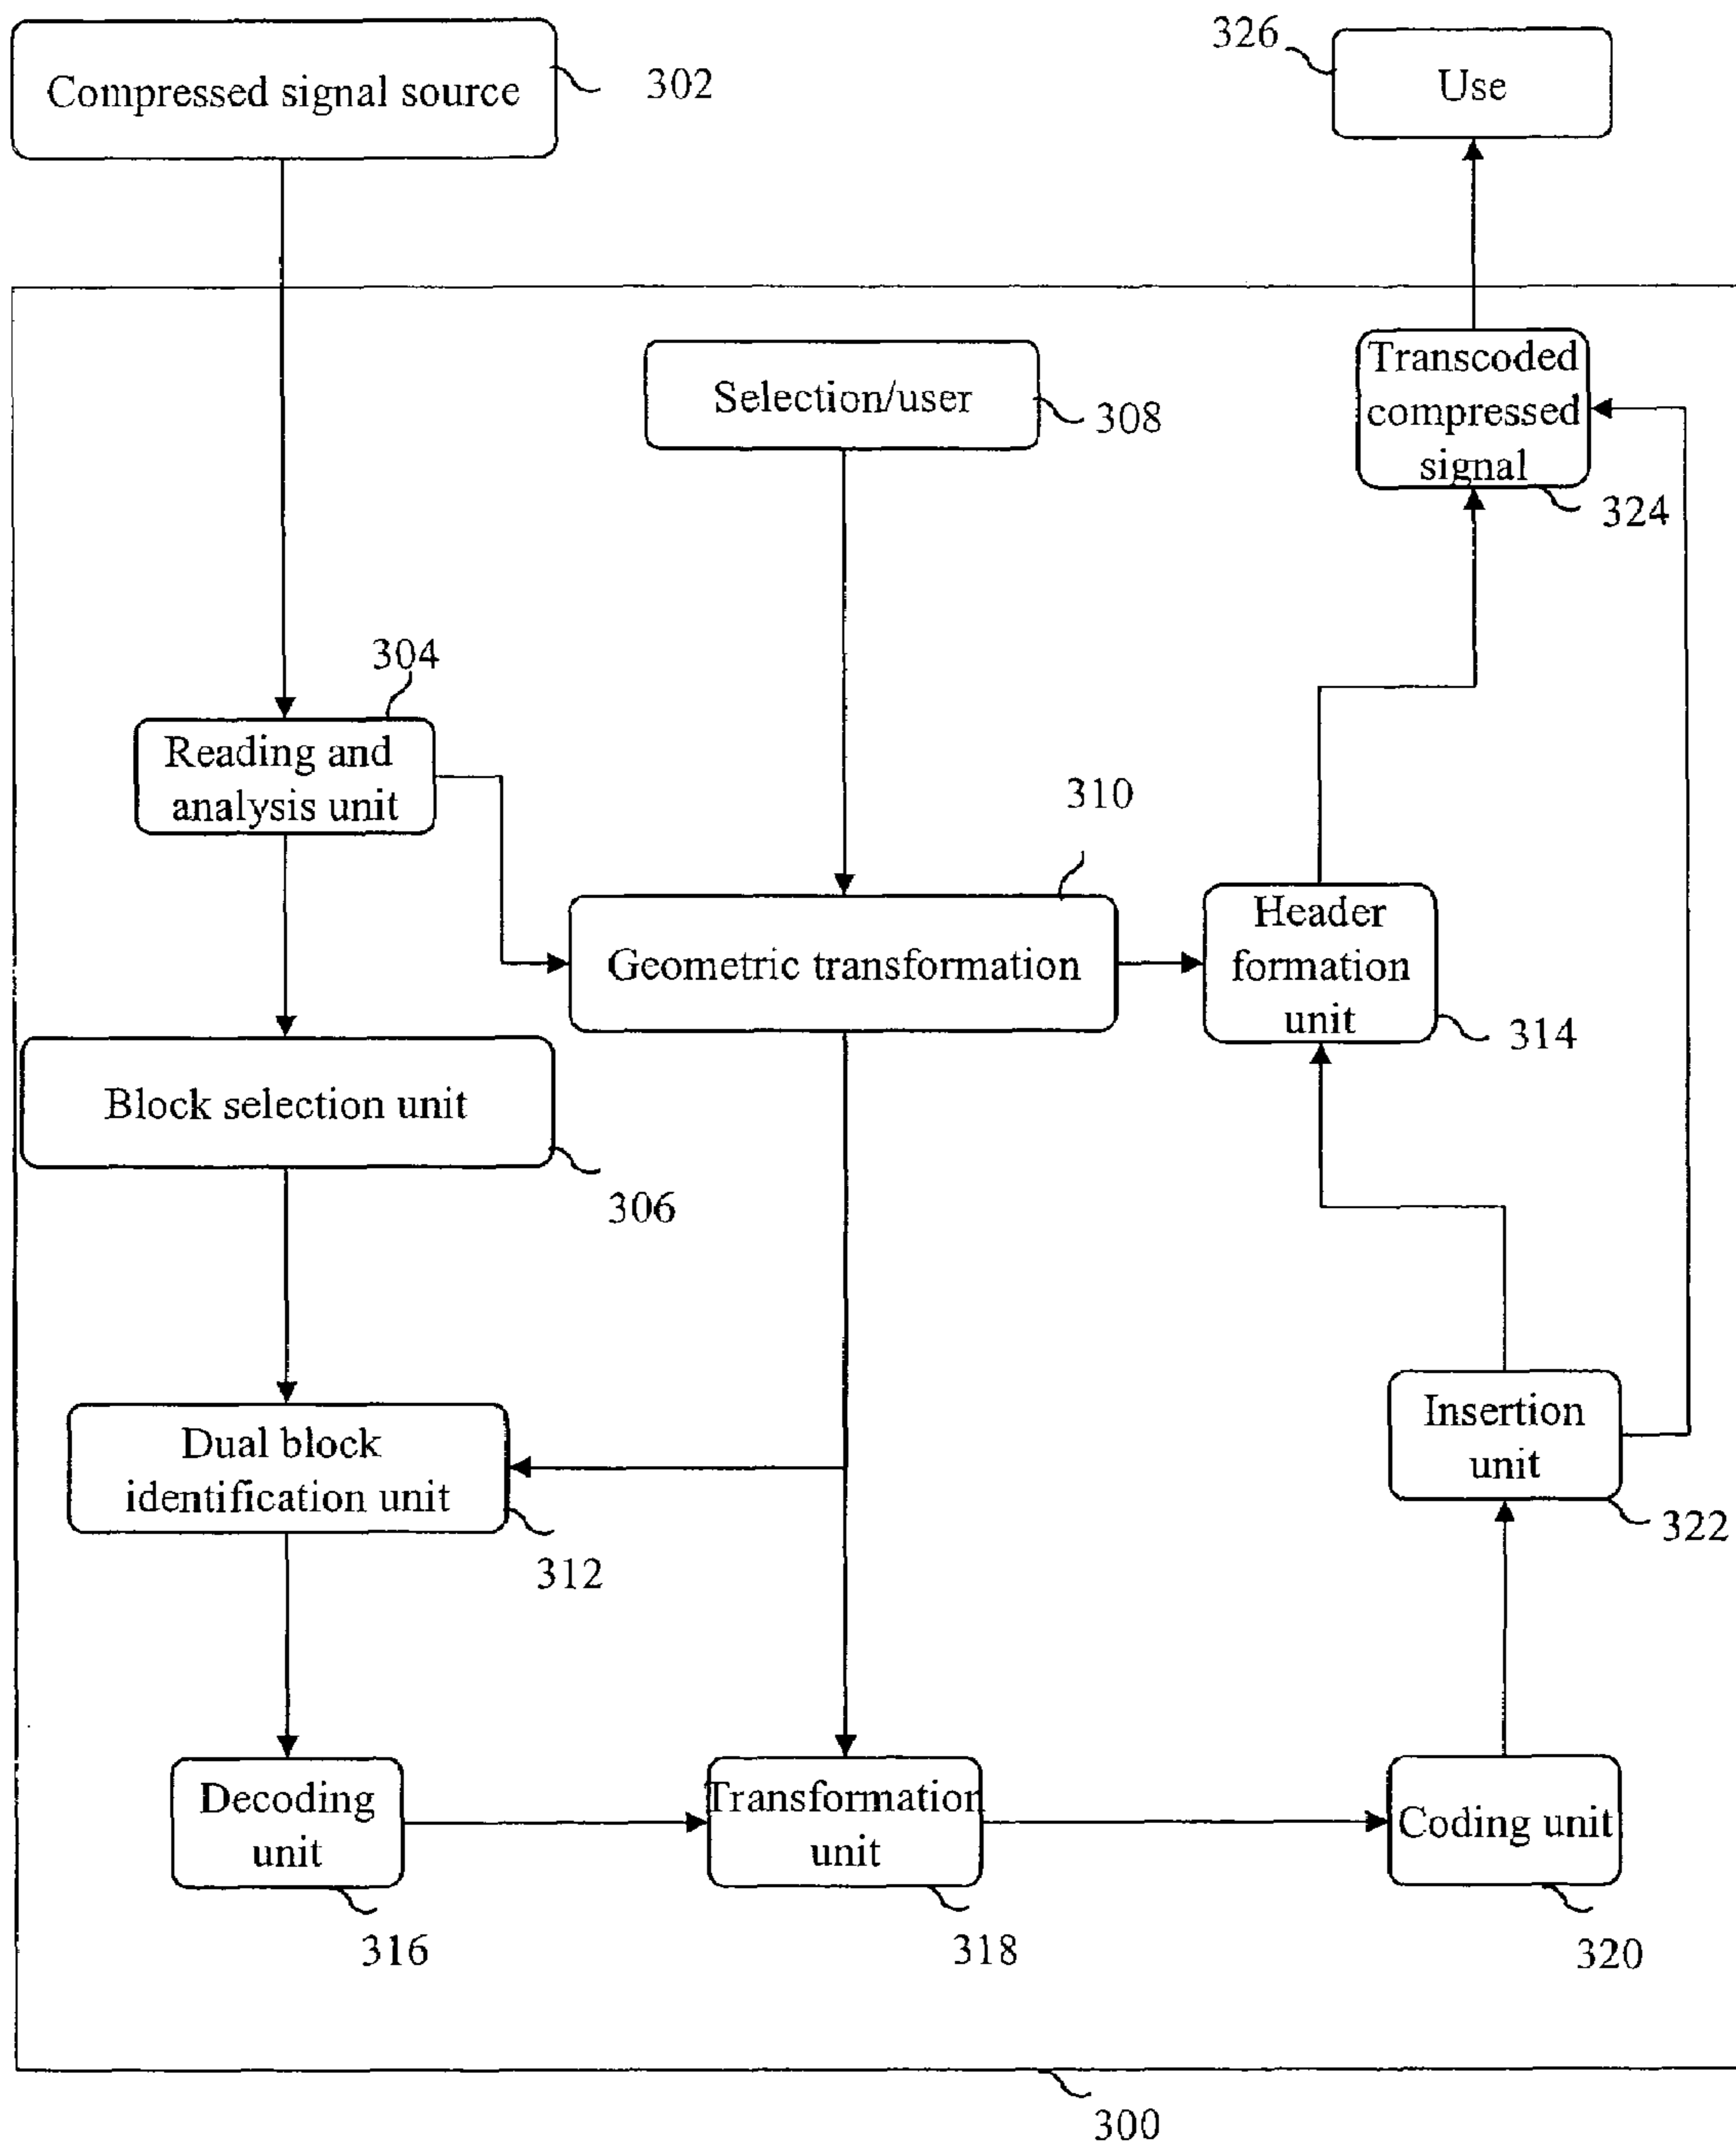 Compressed signal source
302
326
Use
Selection/user
308
Transcoded
compressed
signal
324
304
Reading and
analysis unit
310
Geometric transformation
Header
formation
unit
314
Block selection unit
306
Dual block
identification unit
312
Insertion
unit
322
Decoding
unit
316
Transformation
unit
318
Coding unit
320
300